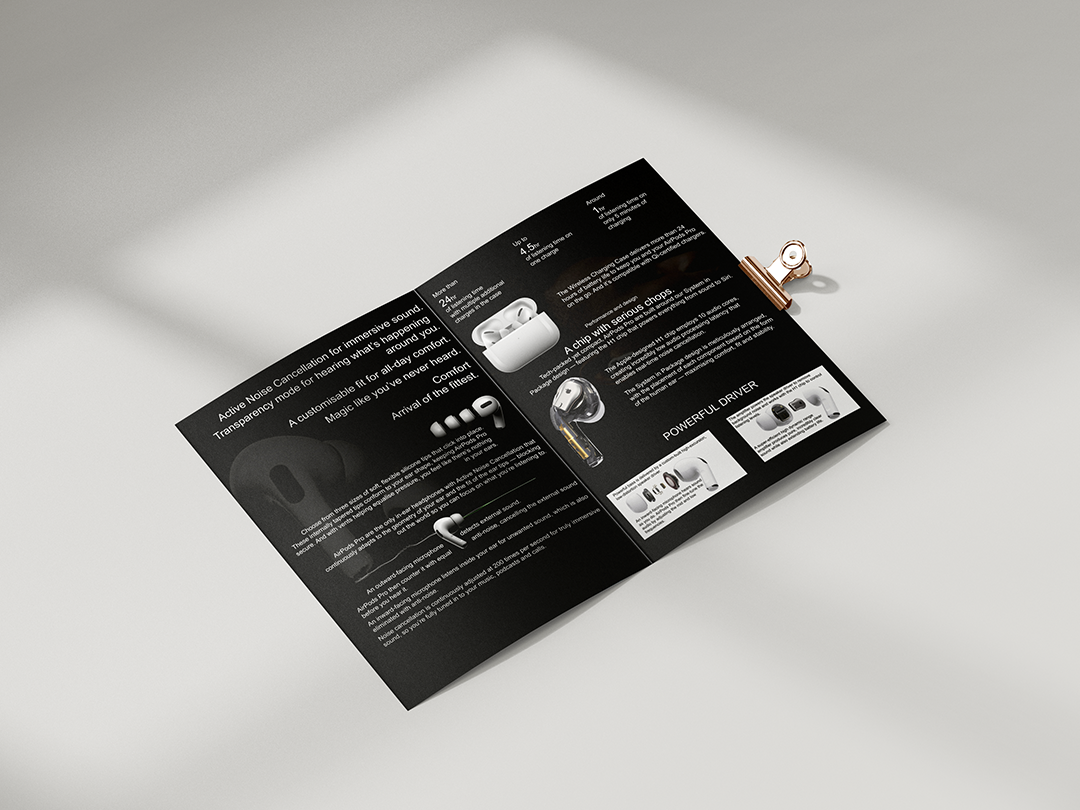 Active Noise Cancellation for immersive sound.
Transparency mode for hearing what's happening
around you.
A customisable fit for all-day comfort.
Magic like you've never heard.
Comfort
Arrival of the fittest.
Choose from three sizes of soft, flexible silicone tips that click into place.
These internally tapered tips conform to your ear shape, keeping AirPods Pro
secure. And with vents helping equalise pressure, you feel like there's nothing
in your ears.
AirPods Pro are the only in-ear headphones with Active Noise Cancellation that
continuously adapts to the geometry of your ear and the fit of the ear tips — blocking
out the world so you can focus on what you're listening to.
An outward-facing microphone detects external sound.
AirPods Pro then counter it with equal anti-noise, cancelling the external sound
before you hear it.
An inward-facing microphone listens inside your ear for unwanted sound, which is also
eliminated with anti-noise.
Noise cancellation is continuously adjusted at 200 times per second for truly immersive
sound, so you're fully tuned in to your music, podcasts and calls.
More than
24hr
of listening time
with multiple additional
charges in the case
Up to
4.5hr
of listening time on
one charge
Around
1hr
of listening time on
only 5 minutes of
charging
The Wireless Charging Case delivers more than 24
hours of battery life to keep you and your AirPods Pro
on the go. And it's compatible with Qi-certified chargers.
Performance and design
A chip with serious chops.
Tech-packed yet compact, AirPods Pro are built around our System in
Package design — featuring the H1 chip that powers everything from sound to Siri.
The Apple-designed H1 chip employs 10 audio cores,
creating incredibly low audio processing latency that
enables real-time noise cancellation.
The System in Package design is meticulously arranged,
with the placement of each component based on the form
of the human ear — maximising comfort, fit and stability.
POWERFUL DRIVER
Powerful bass is delivered by a custom-built high-excursion,
low-distortion speaker driver